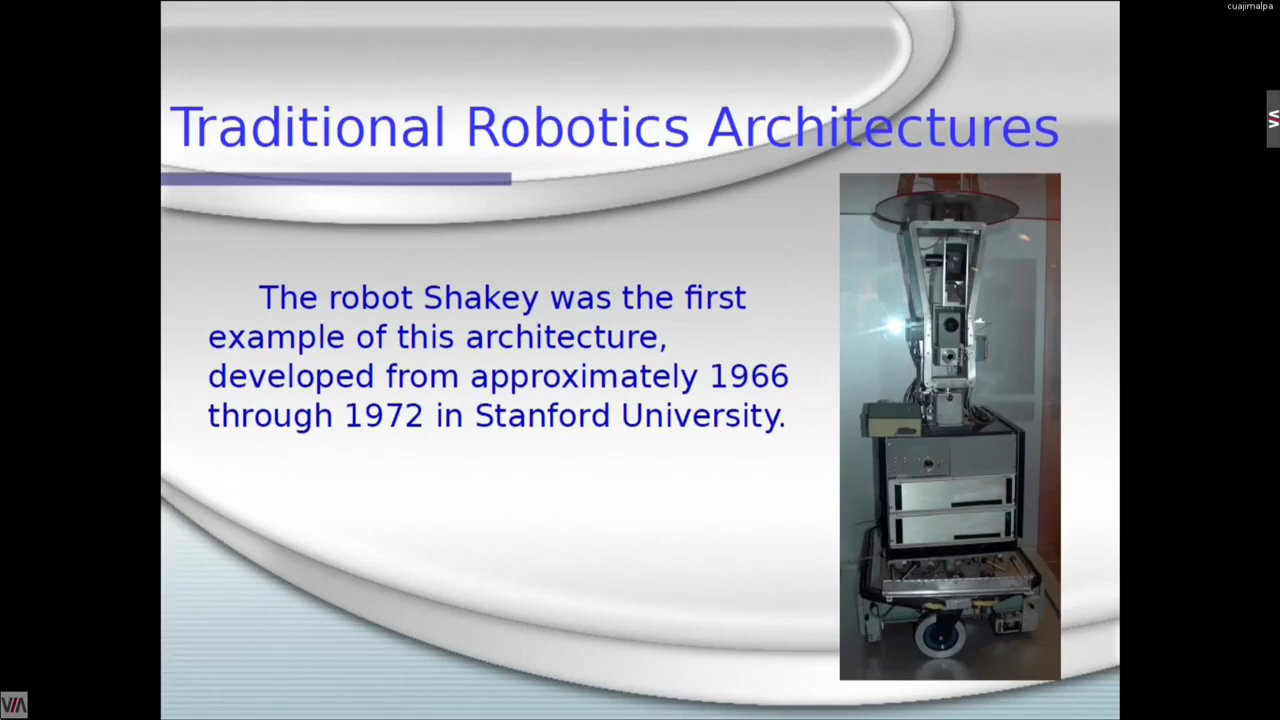 cuajimalpa
Traditional Robotics Architectures
The robot Shakey was the first
example of this architecture,
developed from approximately 1966
through 1972 in Stanford University.
VIA